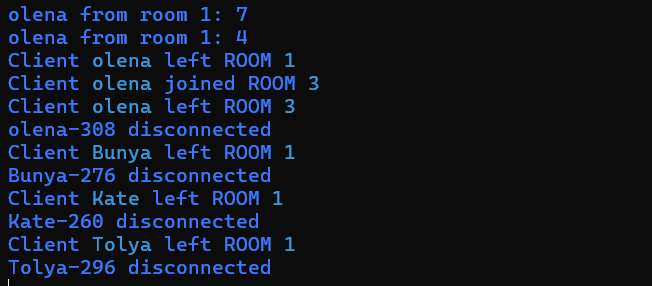 olena from room 1: 7
olena from room 1: 4
Client olena left ROOM 1
Client olena joined ROOM 3
Client olena left ROOM 3
olena-308 disconnected
Client Bunya left ROOM 1
Bunya-276 disconnected
Client Kate left ROOM 1
Kate-260 disconnected
Client Tolya left ROOM 1
Tolya-296 disconnected